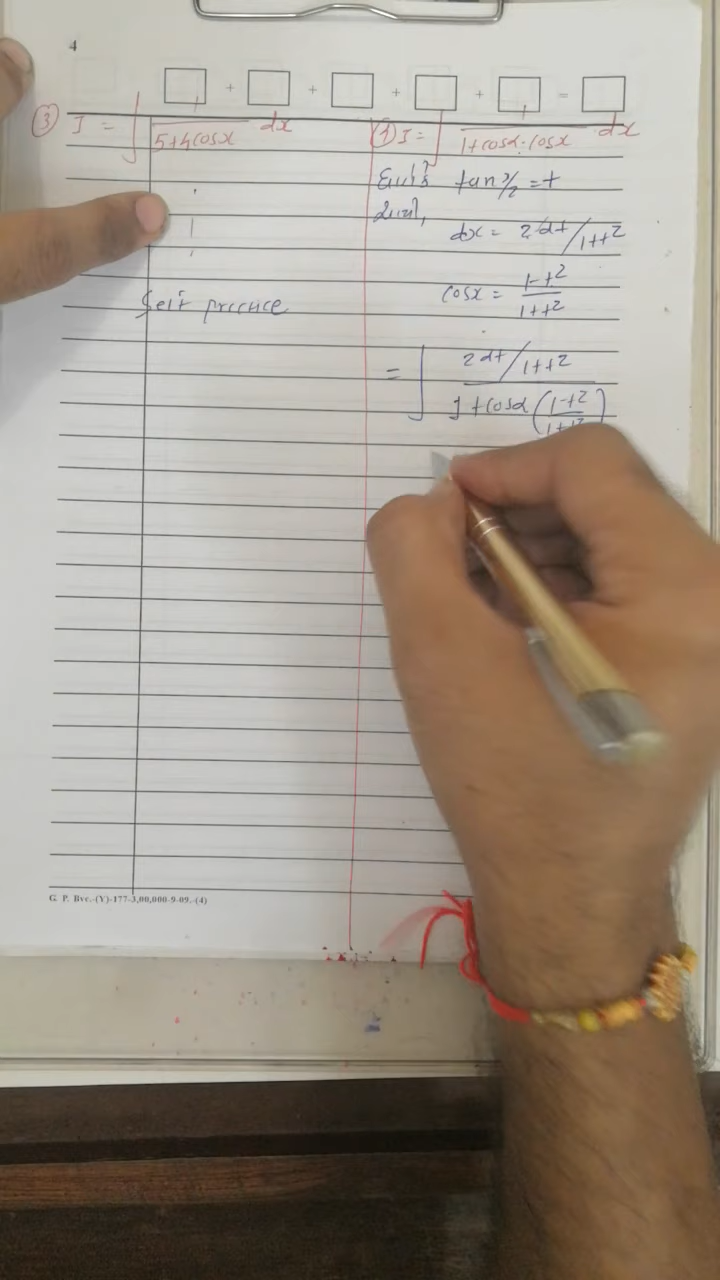 4
+ + + + =
③ I = ∫ 1/(5+4cosx) dx
Self practice
④ I = ∫ 1/(1+cosα·cosx) dx
ધારો કે tan x/2 = t
dx = 2dt/1+t²
cosx = 1-t²/1+t²
= ∫ 2dt/1+t² / 1+cosα(1-t²/1+t²)
G. P. Bvc.-(Y)-177-3,00,000-9-09.-(4)